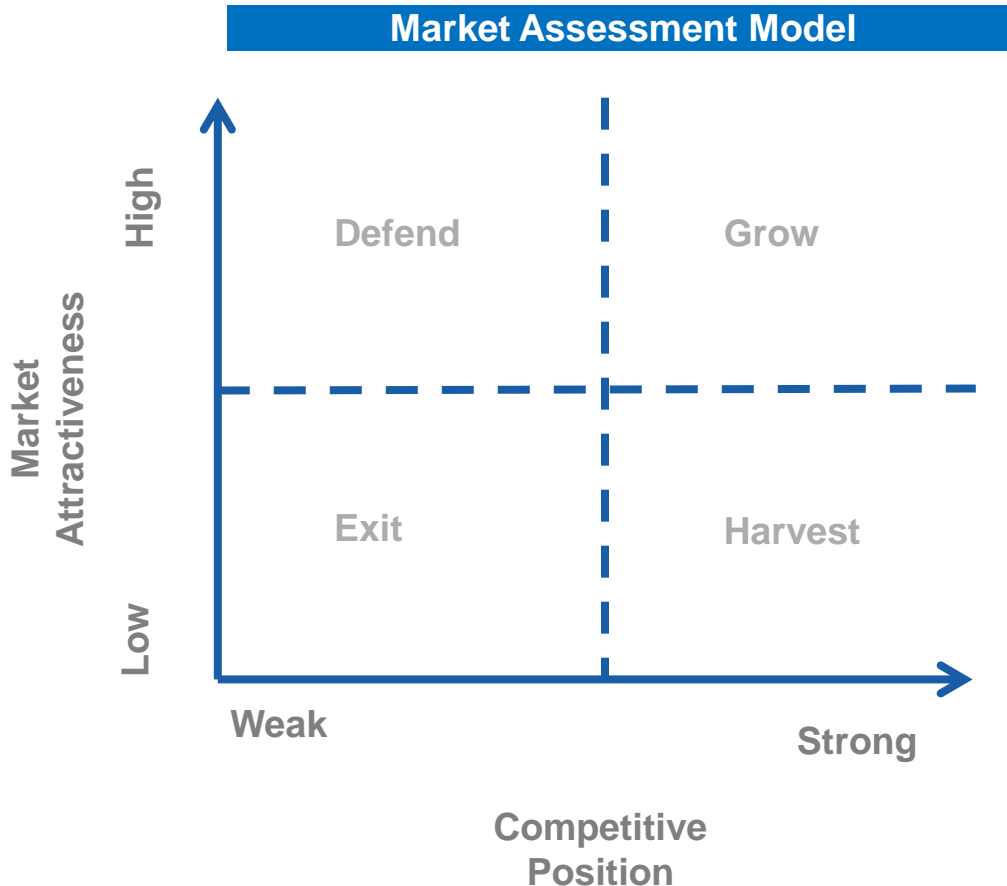 Market Assessment Model
High
Defend
Grow
Market
Attractiveness
Exit
Harvest
Low
Weak
Strong
Competitive
Position